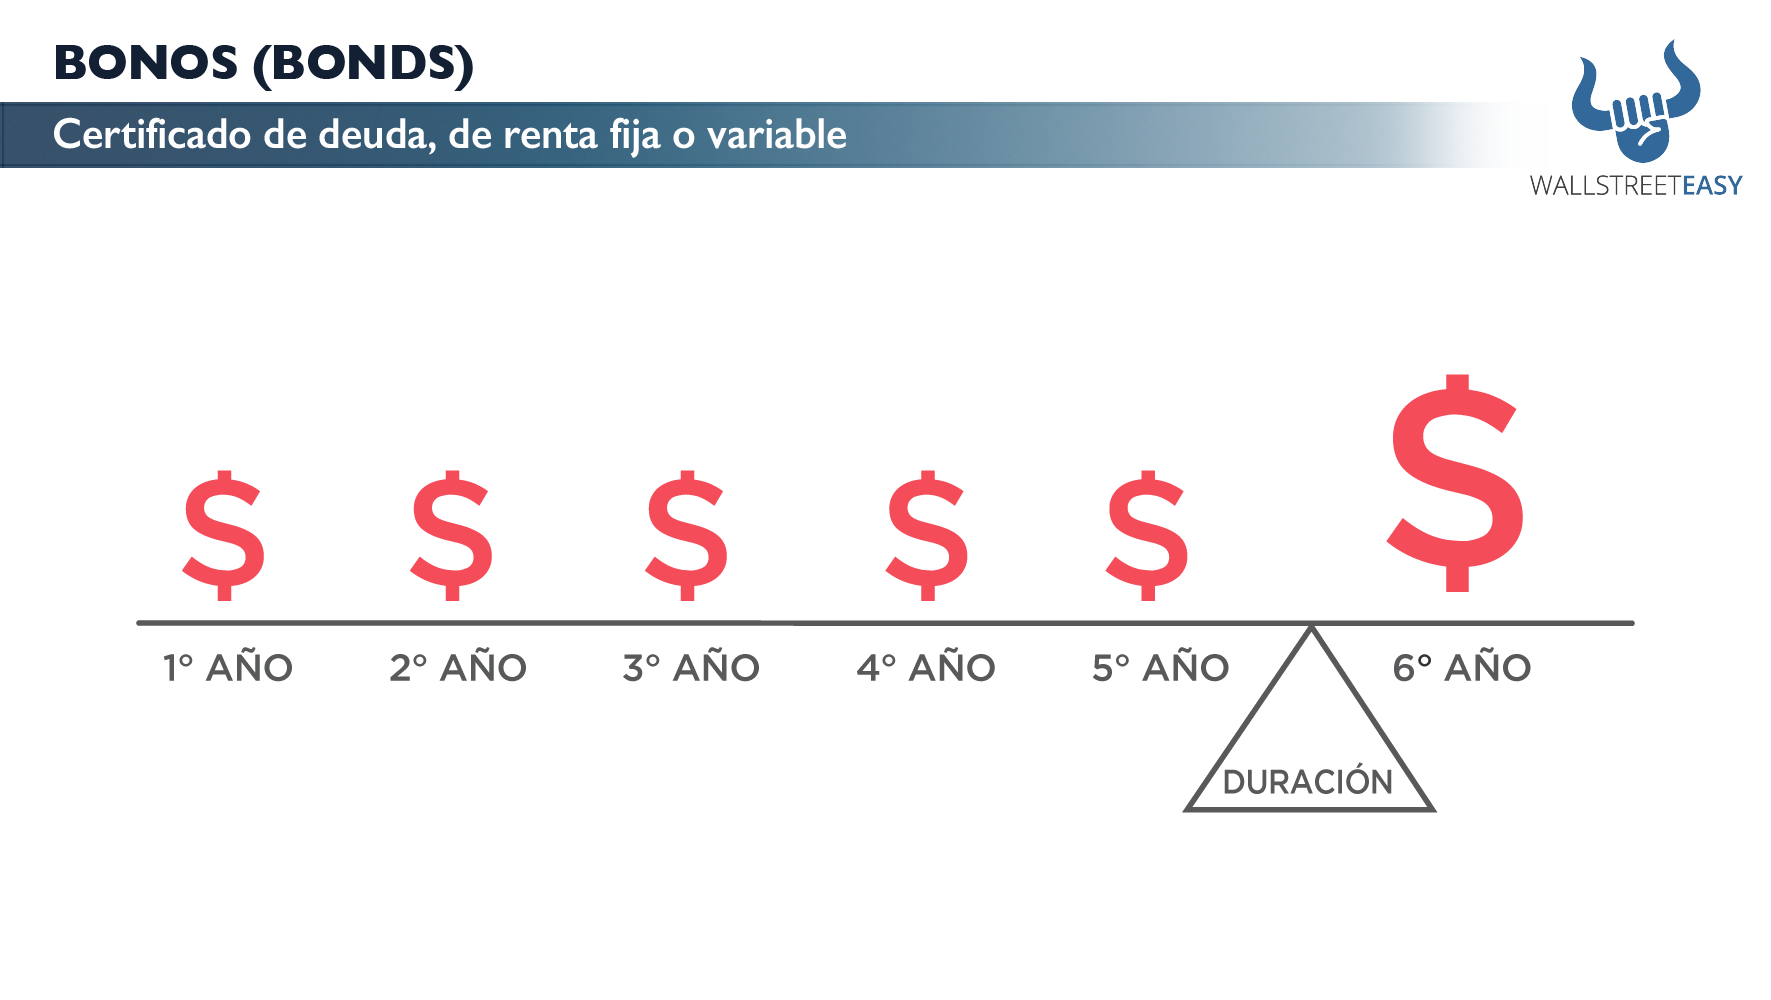 BONOS (BONDS)
Certificado de deuda, de renta fija o variable
WALLSTREETEASY
$ $ $ $ $ $
1° AÑO 2° AÑO 3° AÑO 4° AÑO 5° AÑO 6° AÑO
DURACIÓN